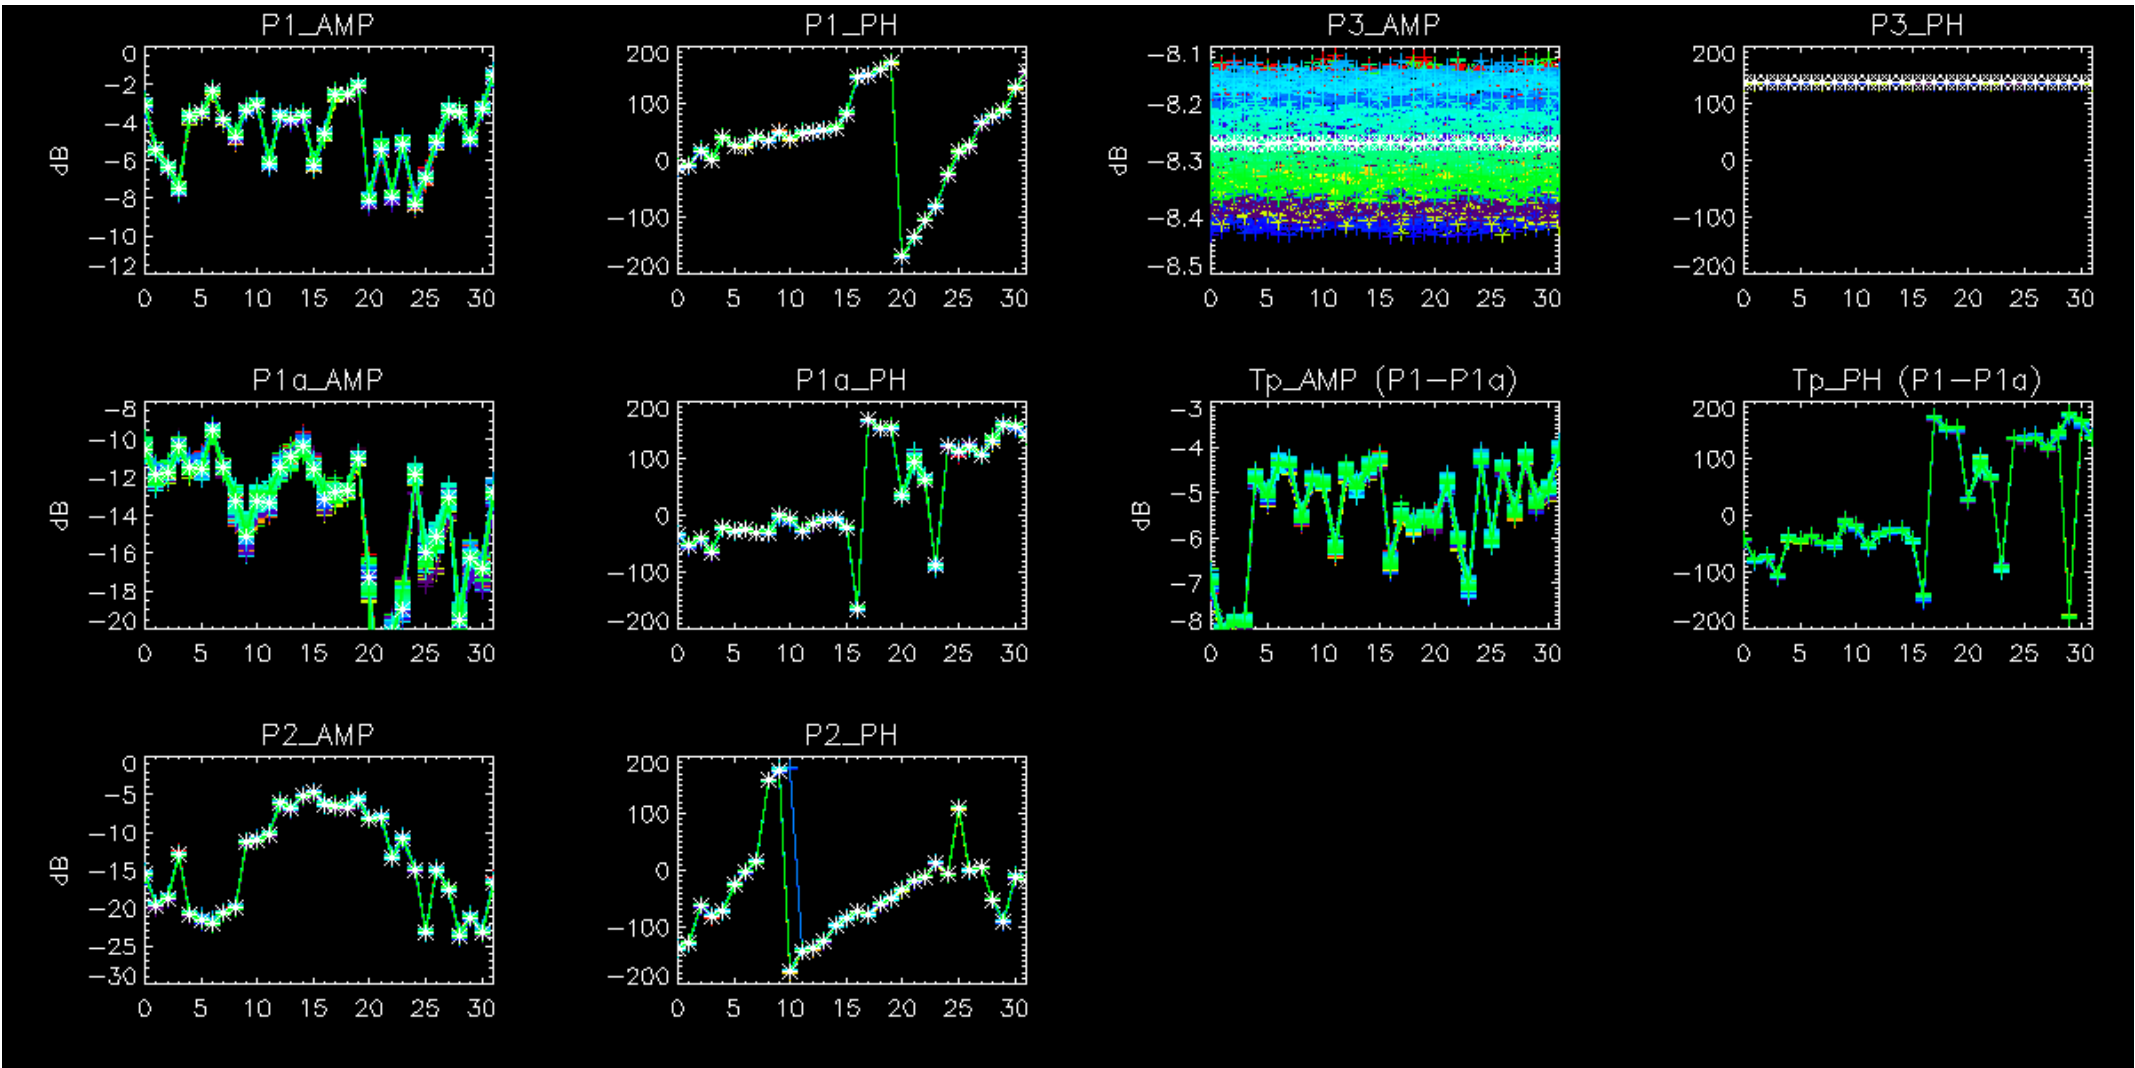 P1_AMP
0
−2
−4
−6
−8
−10
−12
dB
0 5 10 15 20 25 30
P1_PH
200
100
0
−100
−200
0 5 10 15 20 25 30
P3_AMP
−8.1
−8.2
−8.3
−8.4
−8.5
dB
0 5 10 15 20 25 30
P3_PH
200
100
0
−100
−200
0 5 10 15 20 25 30
P1a_AMP
−8
−10
−12
−14
−16
−18
−20
dB
0 5 10 15 20 25 30
P1a_PH
200
100
0
−100
−200
0 5 10 15 20 25 30
Tp_AMP (P1−P1a)
−3
−4
−5
−6
−7
−8
dB
0 5 10 15 20 25 30
Tp_PH (P1−P1a)
200
100
0
−100
−200
0 5 10 15 20 25 30
P2_AMP
0
−5
−10
−15
−20
−25
−30
dB
0 5 10 15 20 25 30
P2_PH
200
100
0
−100
−200
0 5 10 15 20 25 30